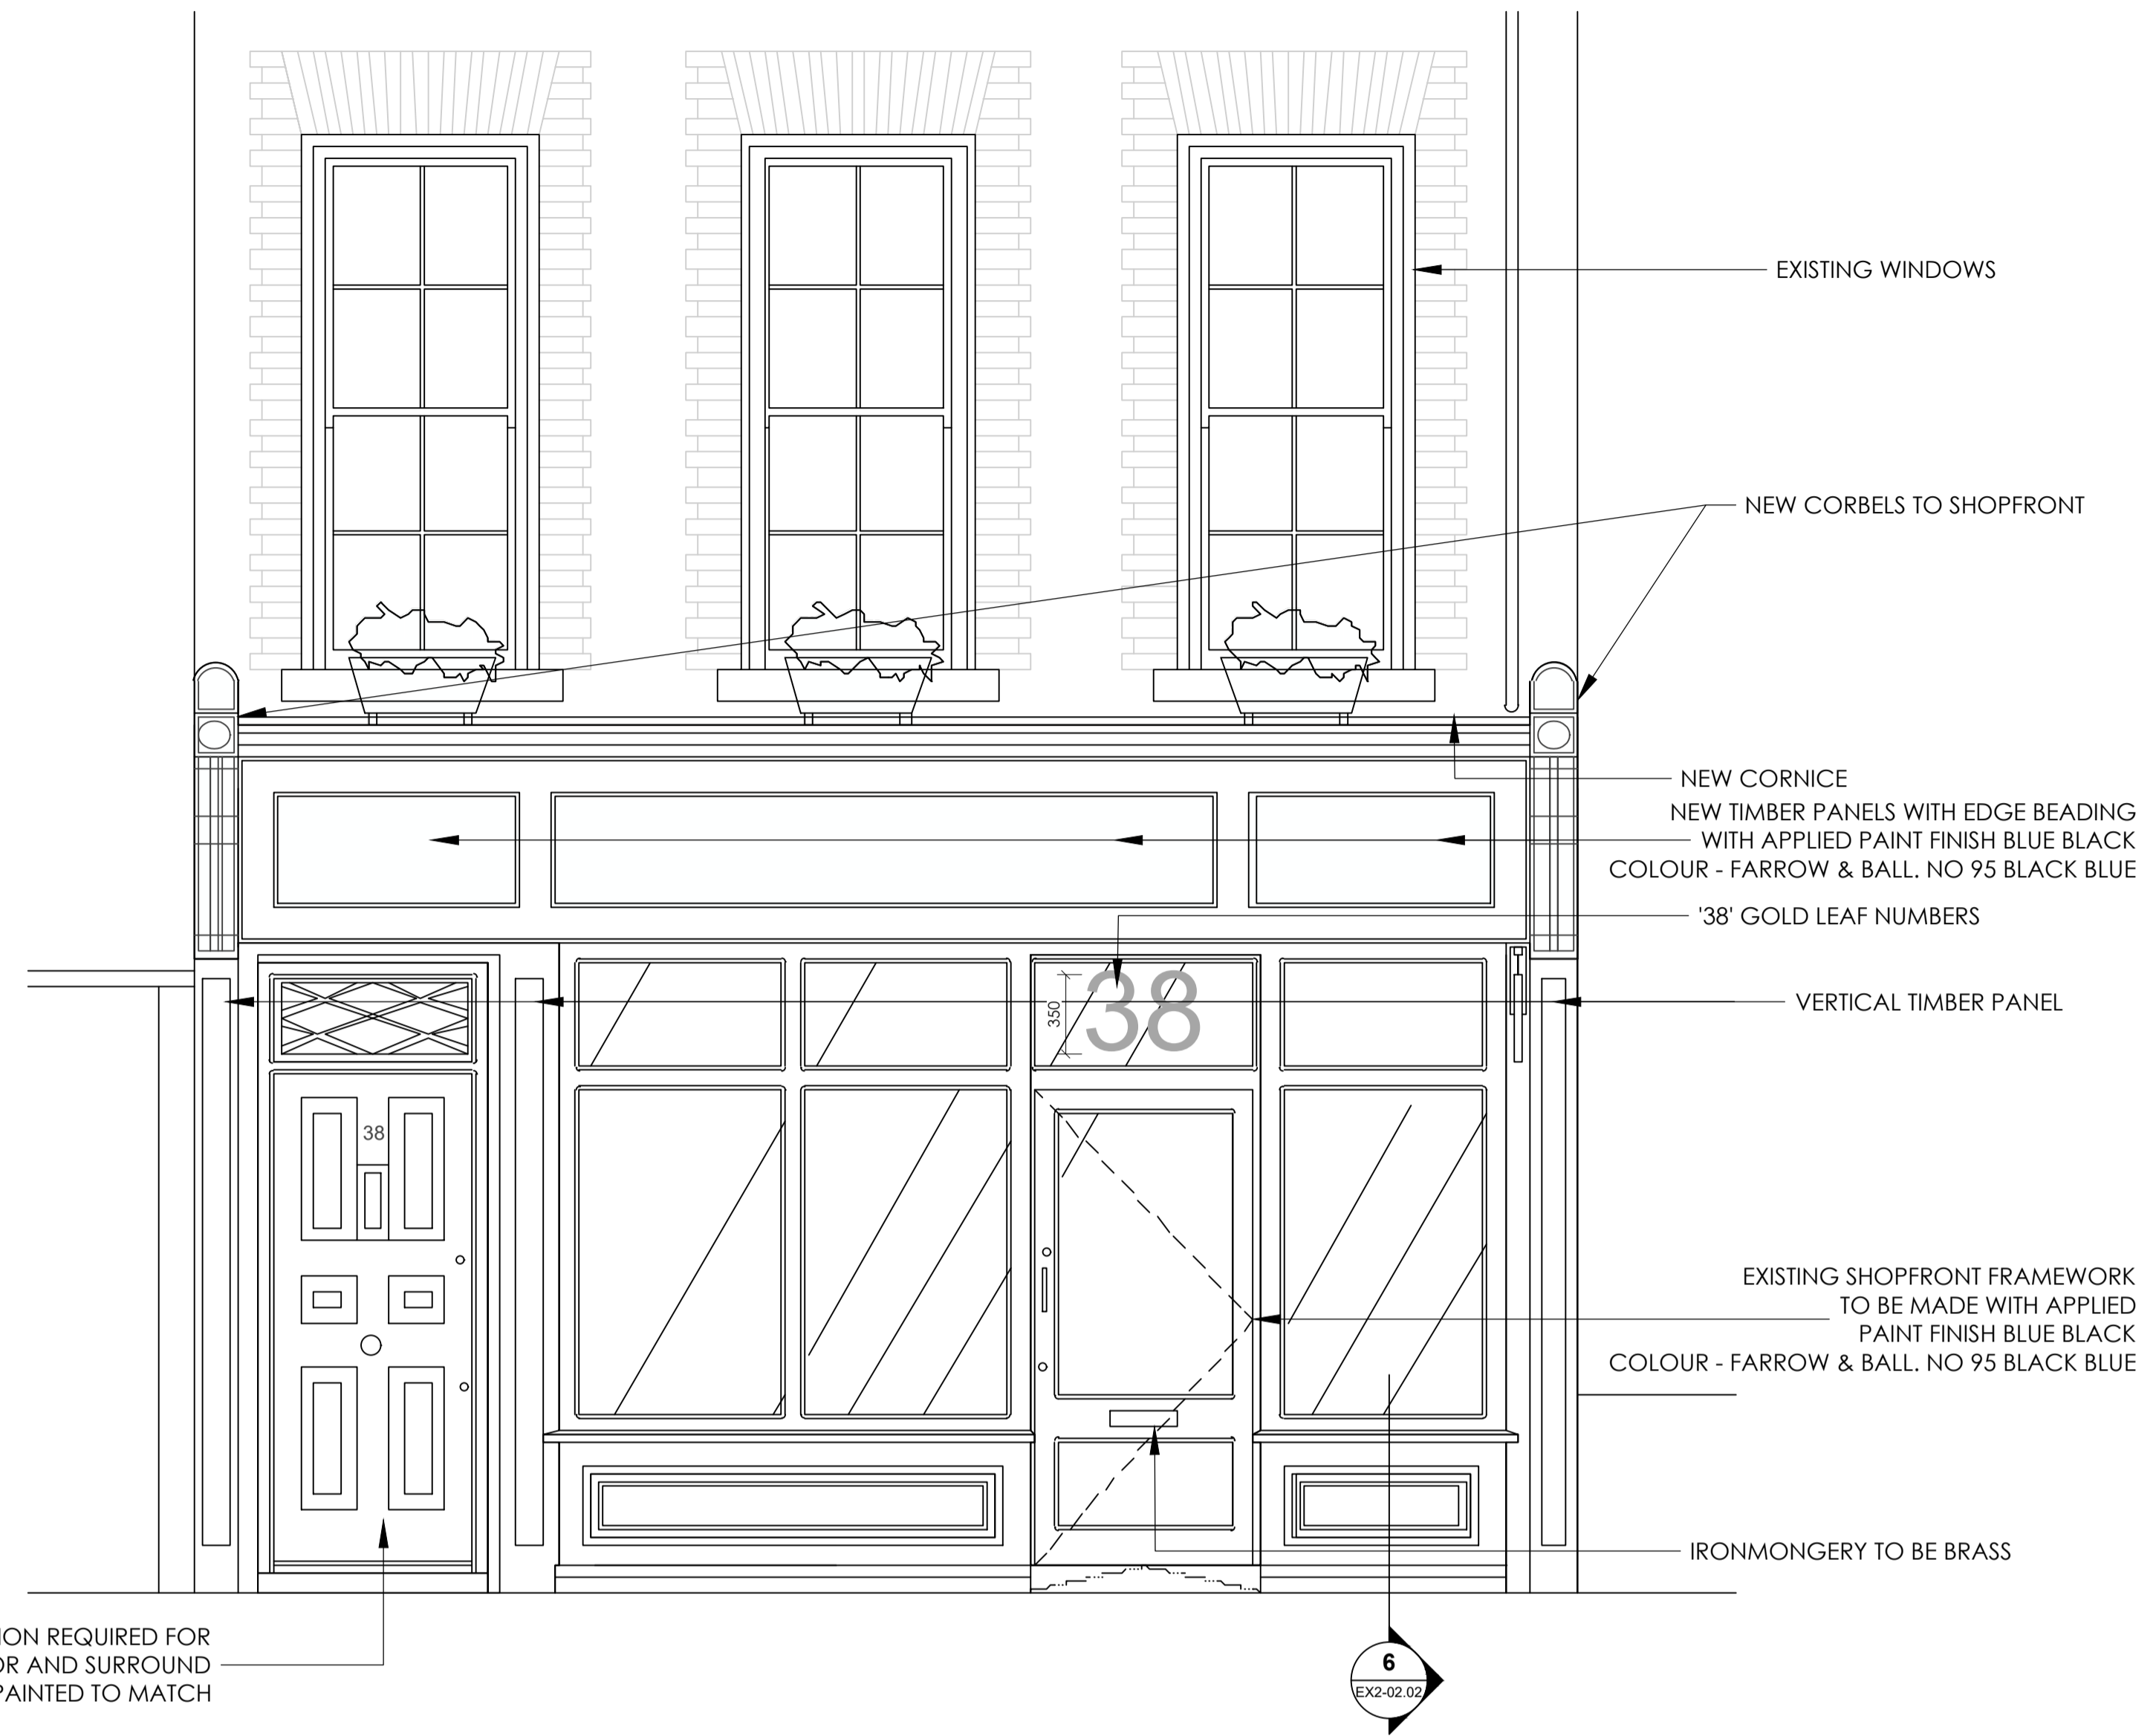 EXISTING WINDOWS
NEW CORBELS TO SHOPFRONT
NEW CORNICE
NEW TIMBER PANELS WITH EDGE BEADING
WITH APPLIED PAINT FINISH BLUE BLACK
COLOUR - FARROW & BALL. NO 95 BLACK BLUE
'38' GOLD LEAF NUMBERS
350
38
VERTICAL TIMBER PANEL
38
EXISTING SHOPFRONT FRAMEWORK
TO BE MADE WITH APPLIED
PAINT FINISH BLUE BLACK
COLOUR - FARROW & BALL. NO 95 BLACK BLUE
IRONMONGERY TO BE BRASS
REQUIRED FOR
AND SURROUND
PAINTED TO MATCH
6
EX2-02.02